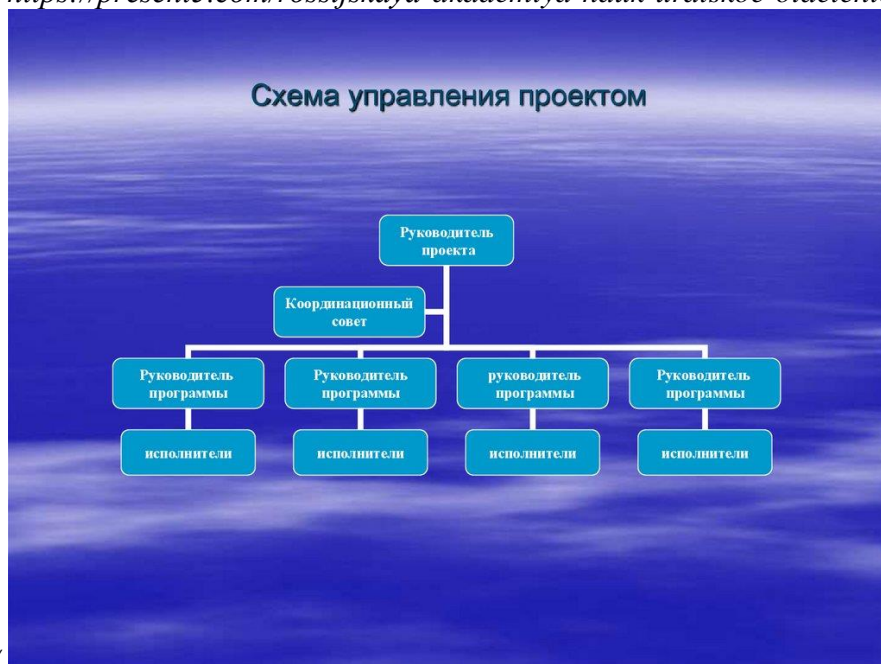 Схема управления проектом
Руководитель
проекта
Координационный
совет
Руководитель
программы
Руководитель
программы
руководитель
программы
Руководитель
программы
исполнители
исполнители
исполнители
исполнители